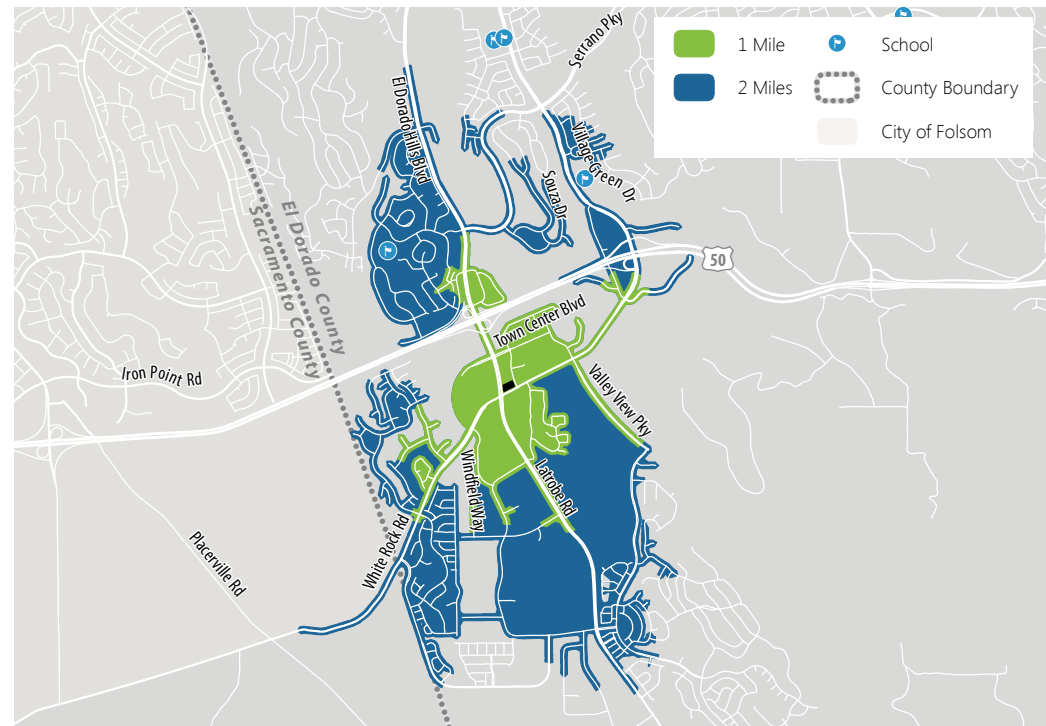 1 Mile
School
2 Miles
County Boundary
City of Folsom
Serrano Pky
El Dorado Hills Blvd
Village Green Dr
Souza Dr
El Dorado County
Sacramento County
50
Town Center Blvd
Iron Point Rd
Valley View Pky
Windfield Way
Latrobe Rd
White Rock Rd
Placerville Rd